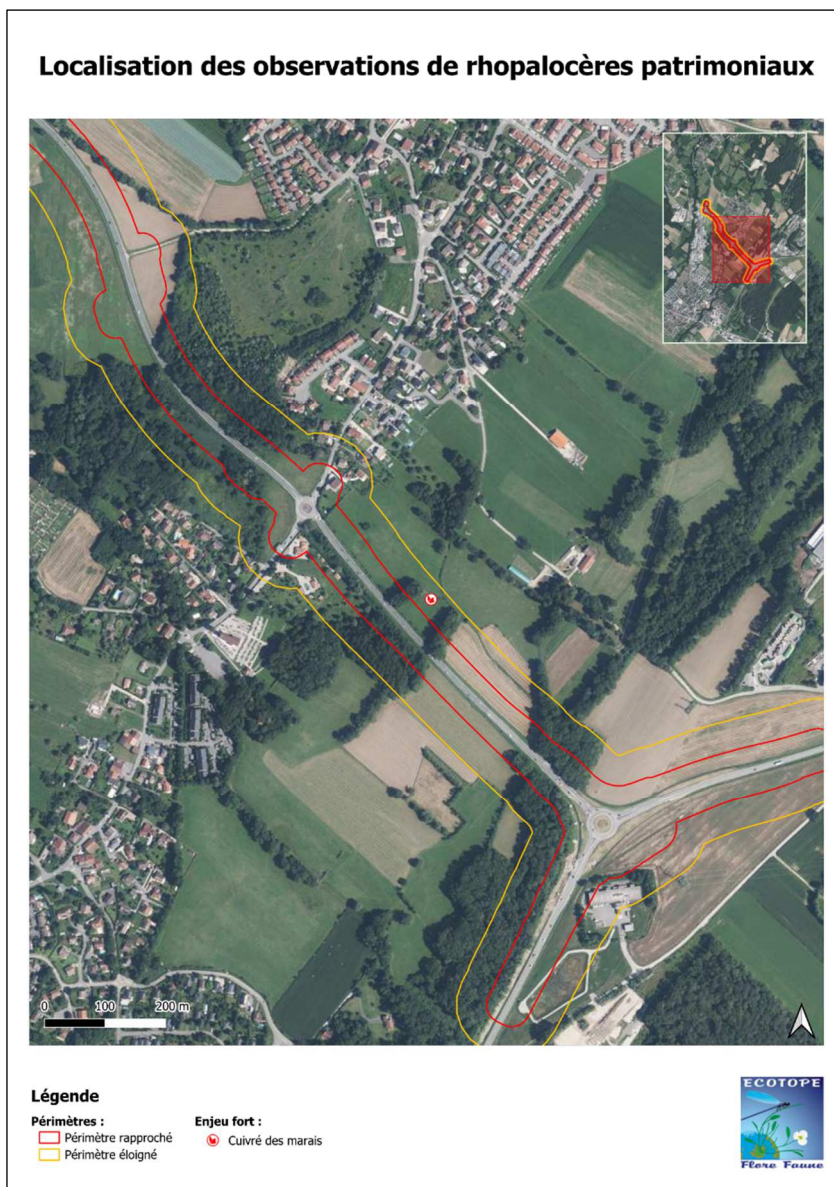 Localisation des observations de rhopalocères patrimoniaux
0 100 200 m
Légende
Périmètres :
Périmètre rapproché
Périmètre éloigné
Enjeu fort :
Cuivré des marais
ECOTOPE
Flore Faune